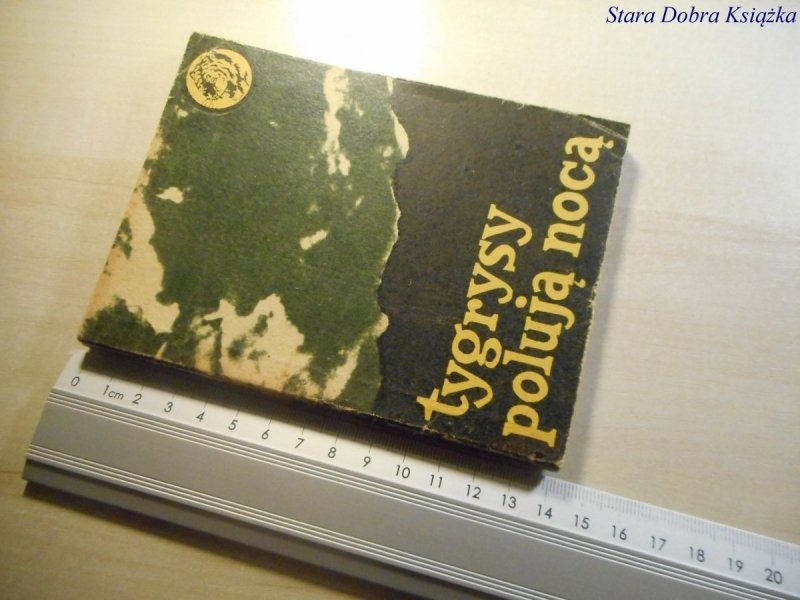 Stara Dobra Książka
tygrysy
polują nocą
0 1cm 2 3 4 5 6 7 8 9 10 11 12 13 14 15 16 17 18 19 20